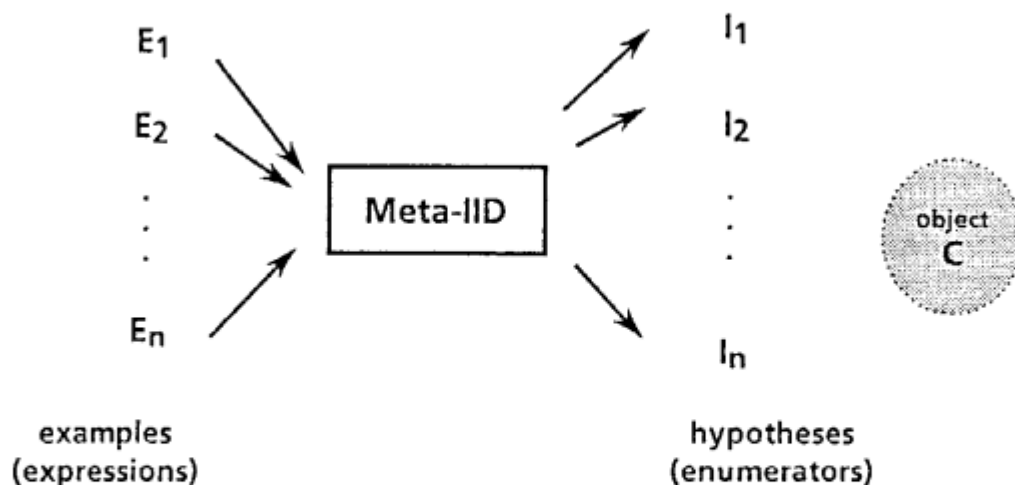 E1
I1
E2
I2
Meta-IID
object
C
.
.
.
.
.
.
En
In
examples
(expressions)
hypotheses
(enumerators)